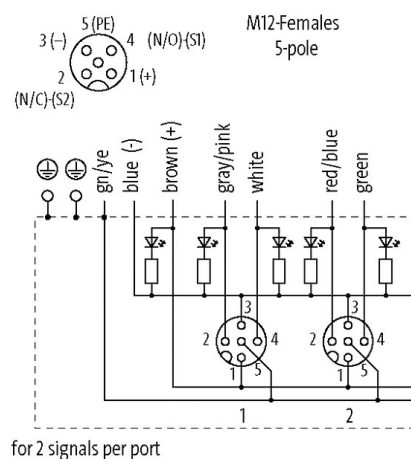 5 (PE)
M12-Females
3 (–)
4
(N/O)-(S1)
5-pole
2
1 (+)
(N/C)-(S2)
gn/ye
blue (-)
brown (+)
gray/pink
white
red/blue
green
3
3
2
4
2
4
1
5
1
5
1
2
for 2 signals per port